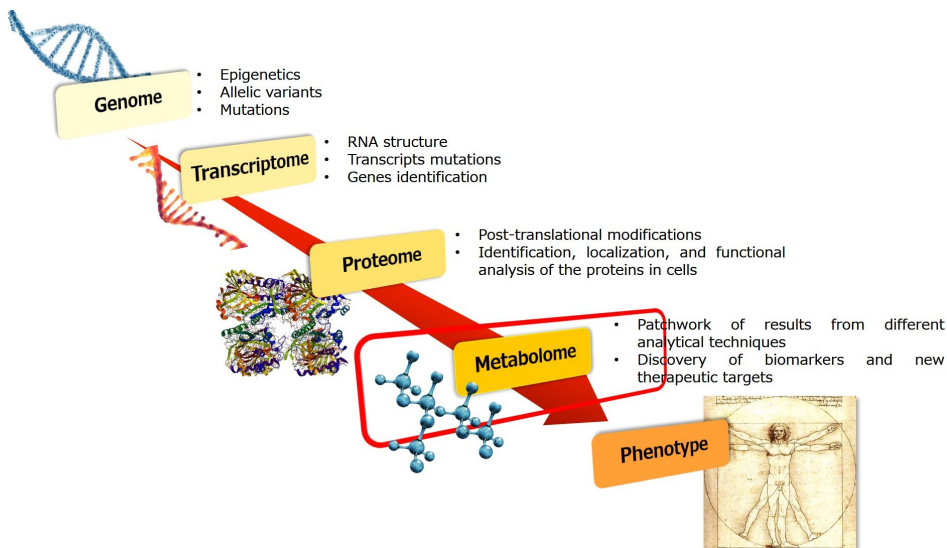 Genome
• Epigenetics
• Allelic variants
• Mutations
Transcriptome
• RNA structure
• Transcripts mutations
• Genes identification
Proteome
• Post-translational modifications
• Identification, localization, and functional
analysis of the proteins in cells
Metabolome
• Patchwork of results from different
analytical techniques
• Discovery of biomarkers and new
therapeutic targets
Phenotype